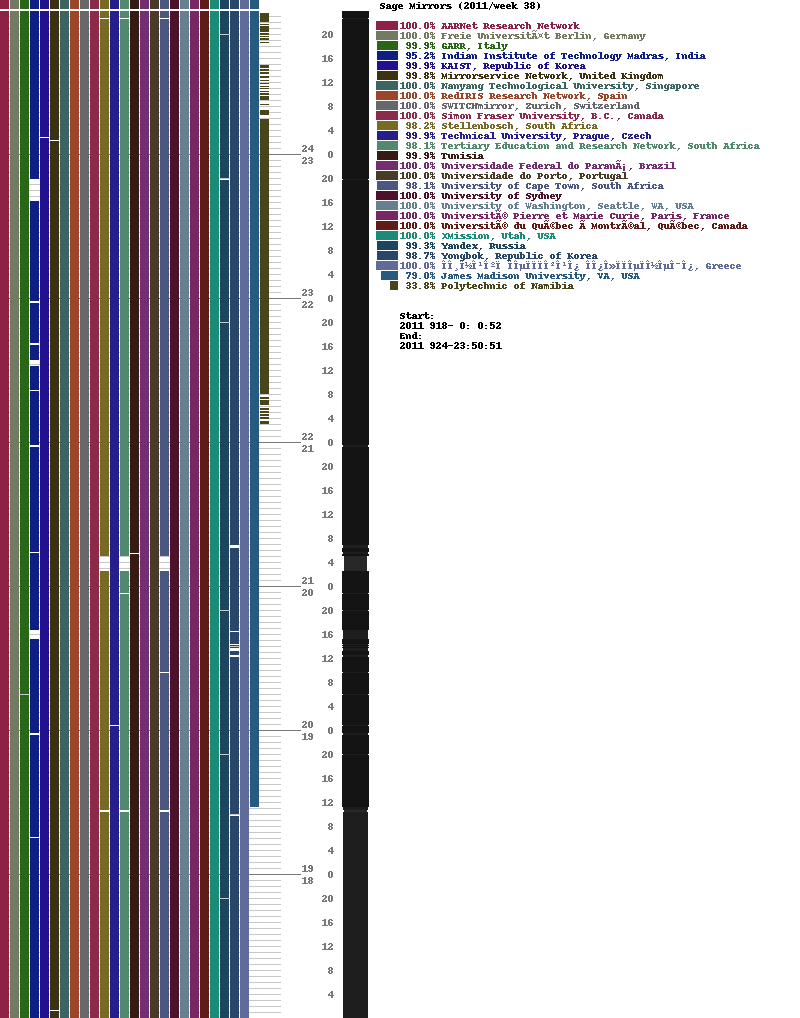 Sage Mirrors (2011/week 38)
100.0% AARNet Research Network
100.0% Freie UniversitÃ¤t Berlin, Germany
99.9% GARR, Italy
95.2% Indian Institute of Technology Madras, India
99.9% KAIST, Republic of Korea
99.8% Mirrorservice Network, United Kingdom
100.0% Nanyang Technological University, Singapore
100.0% RedIRIS Research Network, Spain
100.0% SWITCHmirror, Zurich, Switzerland
100.0% Simon Fraser University, B.C., Canada
98.2% Stellenbosch, South Africa
99.9% Technical University, Prague, Czech
98.1% Tertiary Education and Research Network, South Africa
99.9% Tunisia
100.0% Universidade Federal do ParanÃ¡, Brazil
100.0% Universidade do Porto, Portugal
98.1% University of Cape Town, South Africa
100.0% University of Sydney
100.0% University of Washington, Seattle, WA, USA
100.0% UniversitÃ© Pierre et Marie Curie, Paris, France
100.0% UniversitÃ© du QuÃ©bec Ã MontrÃ©al, QuÃ©bec, Canada
100.0% XMission, Utah, USA
99.3% Yandex, Russia
98.7% Yongbok, Republic of Korea
100.0% Greece
79.0% James Madison University, VA, USA
33.8% Polytechnic of Namibia
Start:
2011 918- 0: 0:52
End:
2011 924-23:50:51
20
16
12
8
4
24
0
23
20
16
12
8
4
23
0
22
20
16
12
8
4
22
0
21
20
16
12
8
4
21
0
20
20
16
12
8
4
20
0
19
20
16
12
8
4
19
0
18
20
16
12
8
4